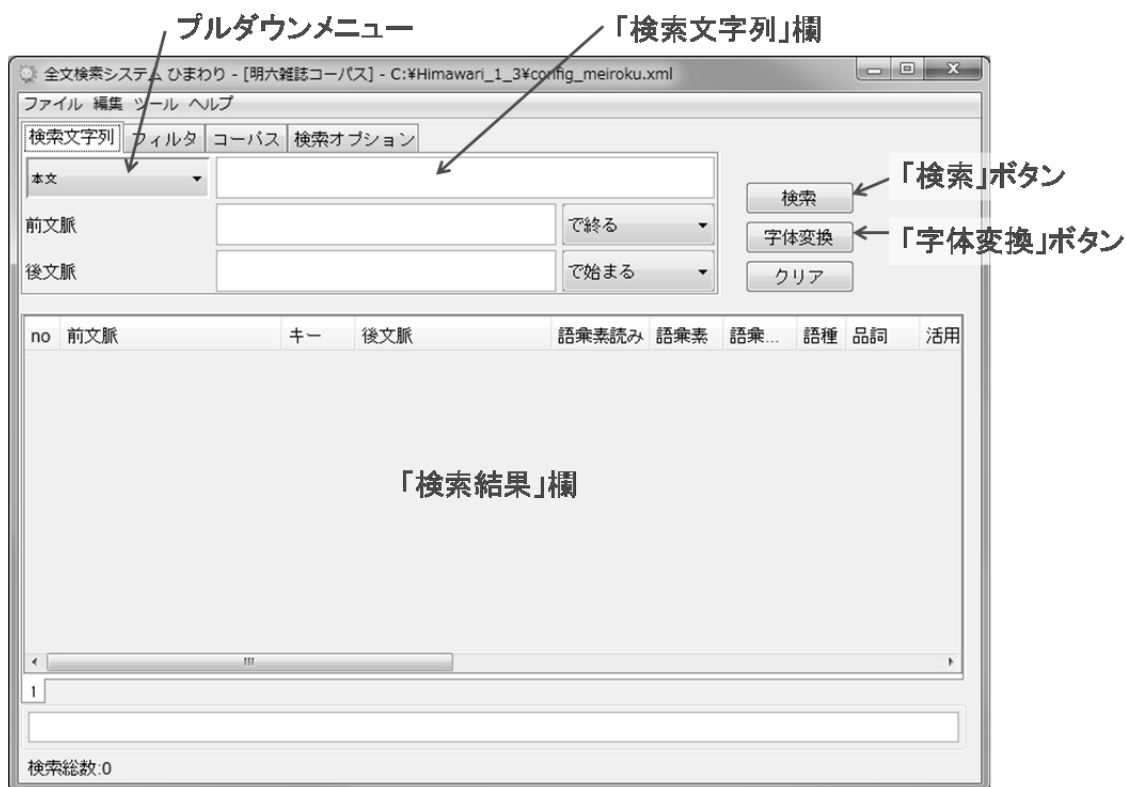 プルダウンメニュー 「検索文字列」欄
全文検索システム ひまわり - [明六雑誌コーパス] - C:¥Himawari_1_3¥config_meiroku.xml
ファイル 編集 ツール ヘルプ
検索文字列 フィルタ コーパス 検索オプション
本文
検索 「検索」ボタン
前文脈 で終る
字体変換 「字体変換」ボタン
後文脈 で始まる
クリア
no 前文脈 キー 後文脈 語彙素読み 語彙素 語彙... 語種 品詞 活用
「検索結果」欄
1
検索総数:0